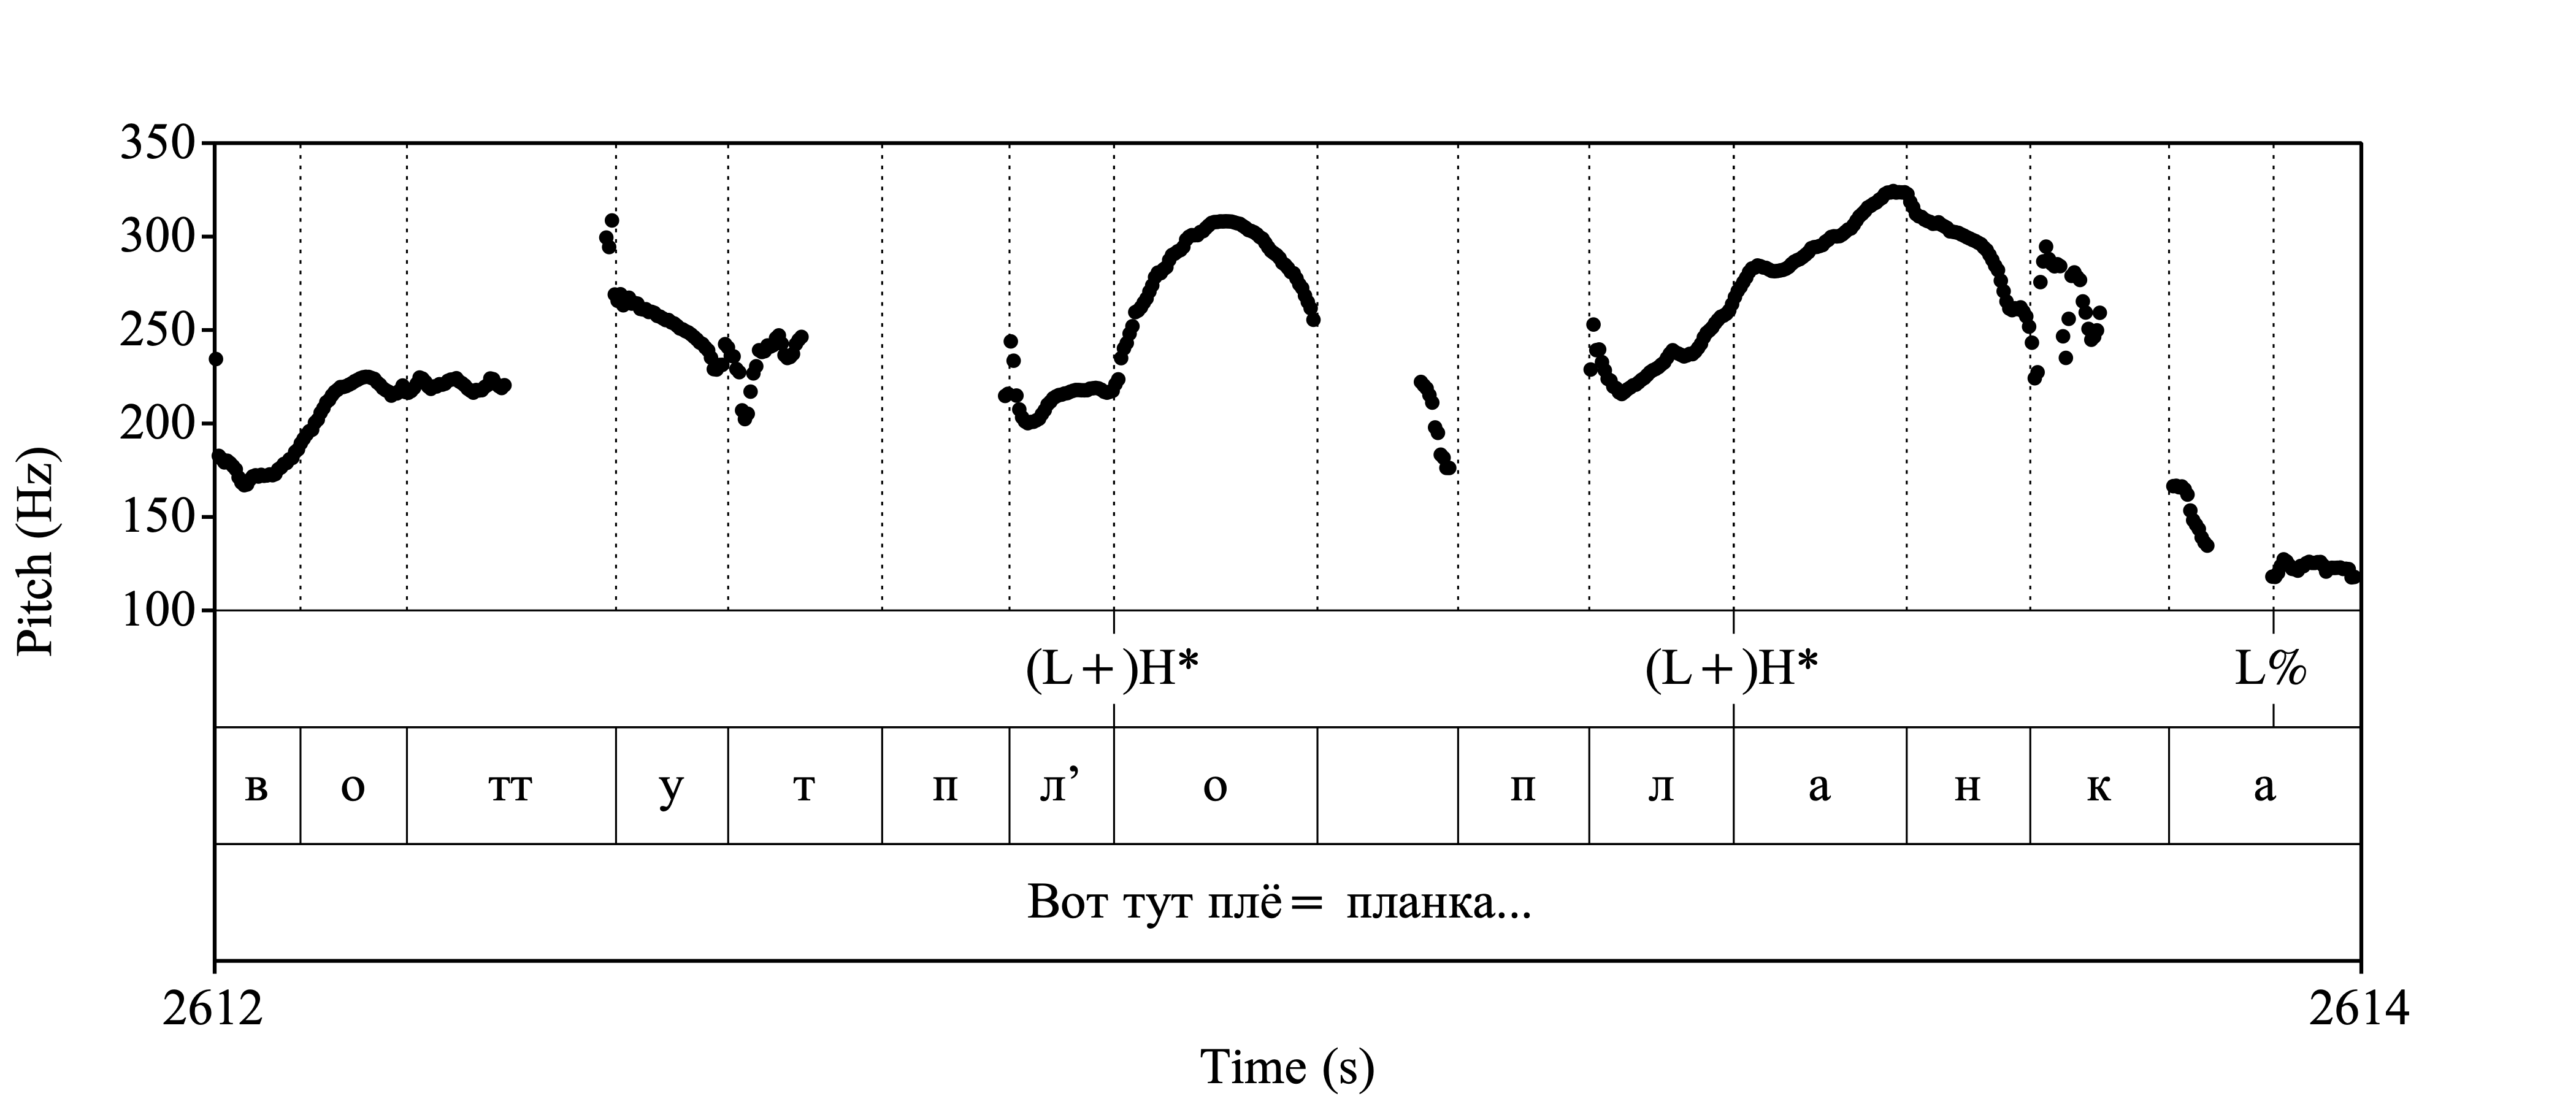 350
300
250
200
150
100
Pitch (Hz)
(L+)H* (L+)H* L%
в о тт у т п л’ о п л а н к а
Вот тут плё= планка...
2612 2614
Time (s)